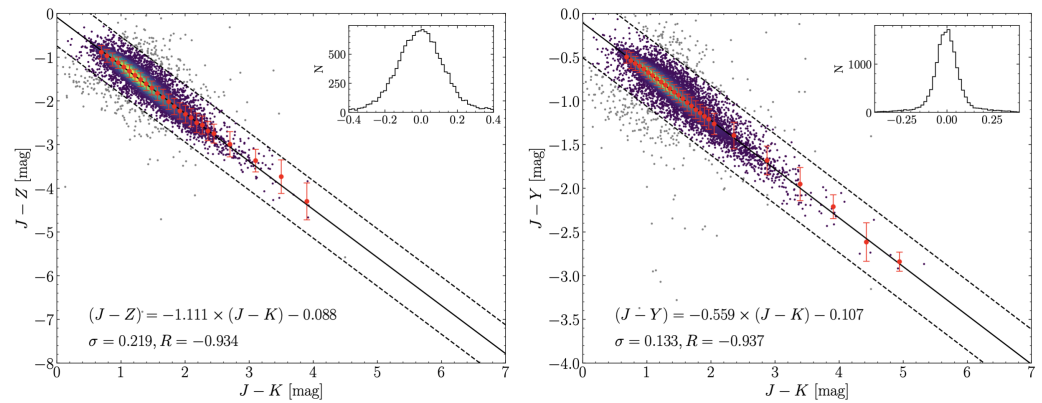 0
−1
−2
−3
−4
−5
−6
−7
−8
J − Z [mag]
0 1 2 3 4 5 6 7
J − K [mag]
(J − Z) = −1.111 × (J − K) − 0.088
σ = 0.219, R = −0.934
500
250
0
N
−0.4 −0.2 0.0 0.2 0.4
0.0
−0.5
−1.0
−1.5
−2.0
−2.5
−3.0
−3.5
−4.0
J − Y [mag]
0 1 2 3 4 5 6 7
J − K [mag]
(J − Y) = −0.559 × (J − K) − 0.107
σ = 0.133, R = −0.937
1000
0
N
−0.25 0.00 0.25